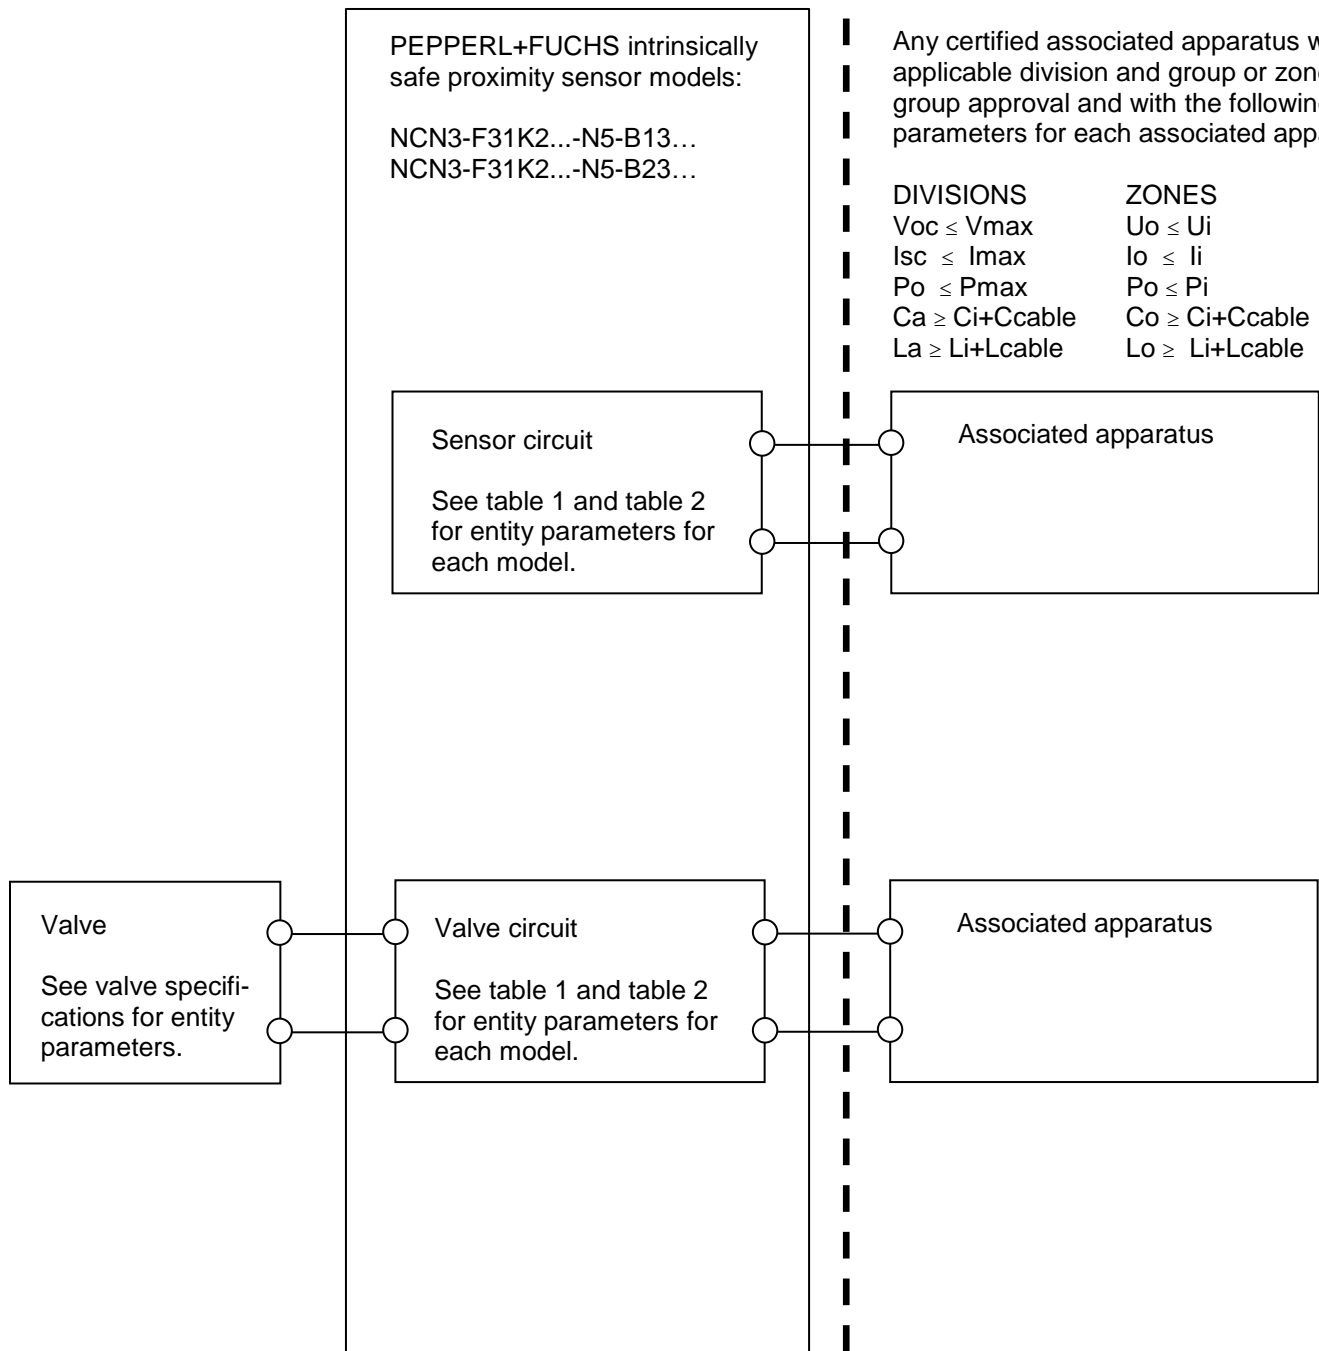 PEPPERL+FUCHS intrinsically
safe proximity sensor models:
NCN3-F31K2...-N5-B13…
NCN3-F31K2...-N5-B23…
Any certified associated apparatus
applicable division and group or
group approval and with the
parameters for each associated
DIVISIONS ZONES
Voc ≤ Vmax Uo ≤ Ui
Isc ≤ Imax Io ≤ Ii
Po ≤ Pmax Po ≤ Pi
Ca ≥ Ci+Ccable Co ≥ Ci+Ccable
La ≥ Li+Lcable Lo ≥ Li+Lcable
Sensor circuit
See table 1 and table 2
for entity parameters for
each model.
Associated apparatus
Valve
See valve specifi-
cations for entity
parameters.
Valve circuit
See table 1 and table 2
for entity parameters for
each model.
Associated apparatus